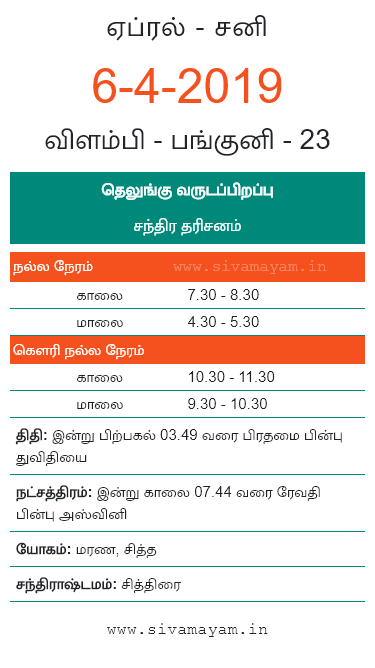 ஏப்ரல் - சனி
6-4-2019
விளம்பி - பங்குனி - 23
தெலுங்கு வருடப்பிறப்பு
சந்திர தரிசனம்
நல்ல நேரம் www.sivamayam.in
காலை 7.30 - 8.30
மாலை 4.30 - 5.30
கௌரி நல்ல நேரம்
காலை 10.30 - 11.30
மாலை 9.30 - 10.30
திதி: இன்று பிற்பகல் 03.49 வரை பிரதமை பின்பு
துவிதியை
நட்சத்திரம்: இன்று காலை 07.44 வரை ரேவதி
பின்பு அஸ்வினி
யோகம்: மரண, சித்த
சந்திராஷ்டமம்: சித்திரை
www.sivamayam.in